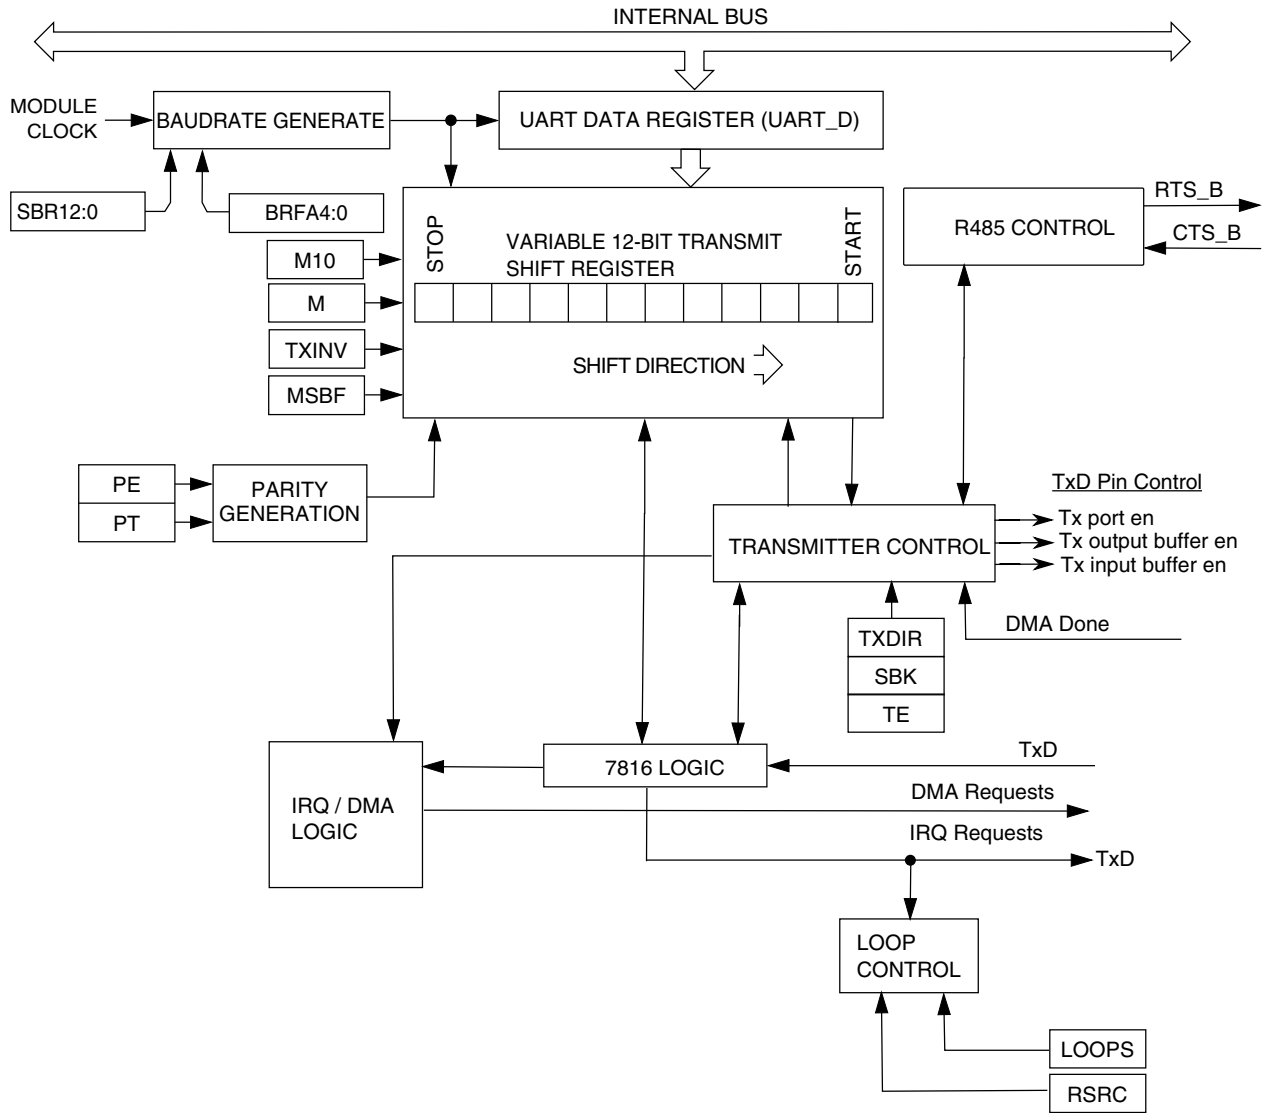 INTERNAL BUS
MODULE
CLOCK
BAUDRATE GENERATE
UART DATA REGISTER (UART_D)
SBR12:0
BRFA4:0
RTS_B
R485 CONTROL
CTS_B
STOP
VARIABLE 12-BIT TRANSMIT
SHIFT REGISTER
START
M10
M
TXINV
SHIFT DIRECTION
MSBF
PE
PT
PARITY
GENERATION
TxD Pin Control
Tx port en
TRANSMITTER CONTROL
Tx output buffer en
Tx input buffer en
DMA Done
TXDIR
SBK
TE
TxD
7816 LOGIC
DMA Requests
IRQ / DMA
LOGIC
IRQ Requests
TxD
LOOP
CONTROL
LOOPS
RSRC